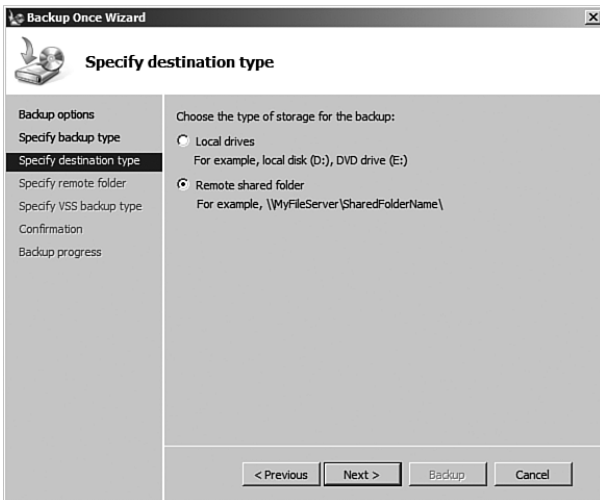 Backup Once Wizard
Specify destination type
Backup options
Specify backup type
Specify destination type
Specify remote folder
Specify VSS backup type
Confirmation
Backup progress
Choose the type of storage for the backup:
Local drives
For example, local disk (D:), DVD drive (E:)
Remote shared folder
For example, \\MyFileServer\SharedFolderName\
< Previous
Next >
Backup
Cancel